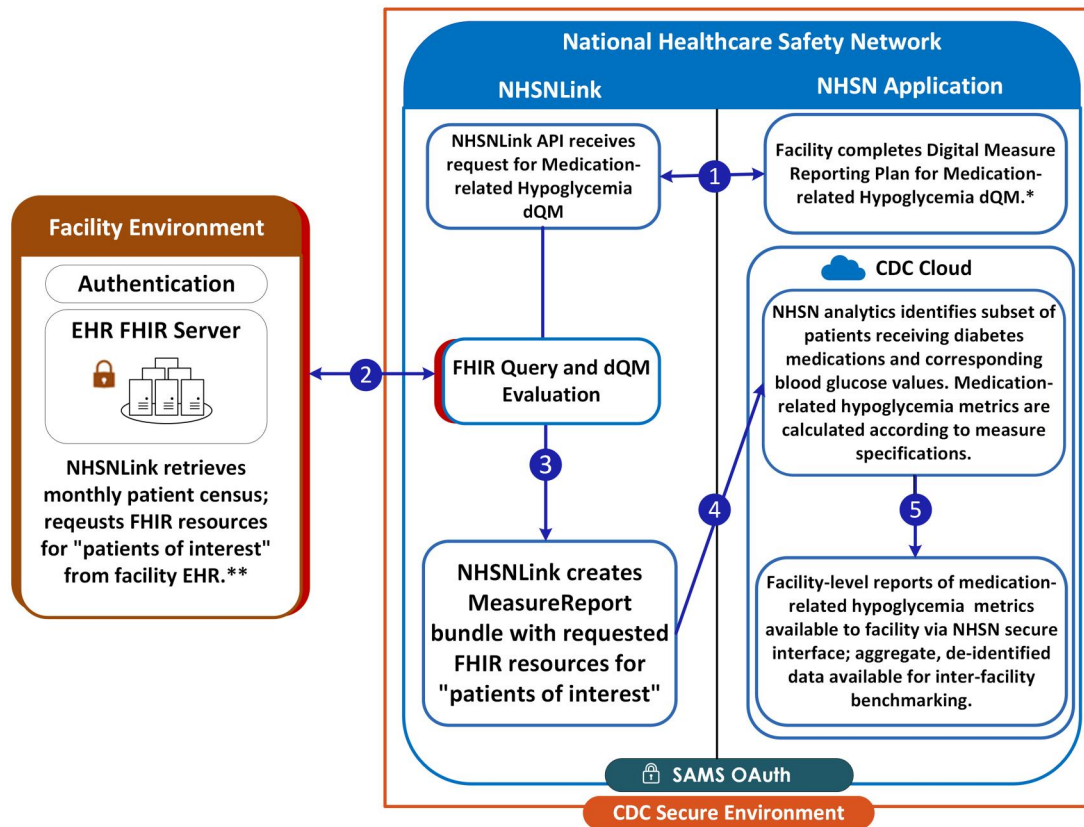 National Healthcare Safety Network
NHSNLink
NHSN Application
NHSNLink API receives
request for Medication-
related Hypoglycemia
dQM
1
Facility completes Digital Measure
Reporting Plan for Medication-
related Hypoglycemia dQM.*
Facility Environment
Authentication
EHR FHIR Server
NHSNLink retrieves
monthly patient census;
reqeusts FHIR resources
for "patients of interest"
from facility EHR.**
2
FHIR Query and dQM
Evaluation
3
NHSNLink creates
MeasureReport
bundle with requested
FHIR resources for
"patients of interest"
4
CDC Cloud
NHSN analytics identifies subset of
patients receiving diabetes
medications and corresponding
blood glucose values. Medication-
related hypoglycemia metrics are
calculated according to measure
specifications.
5
Facility-level reports of medication-
related hypoglycemia metrics
available to facility via NHSN secure
interface; aggregate, de-identified
data available for inter-facility
benchmarking.
SAMS OAuth
CDC Secure Environment